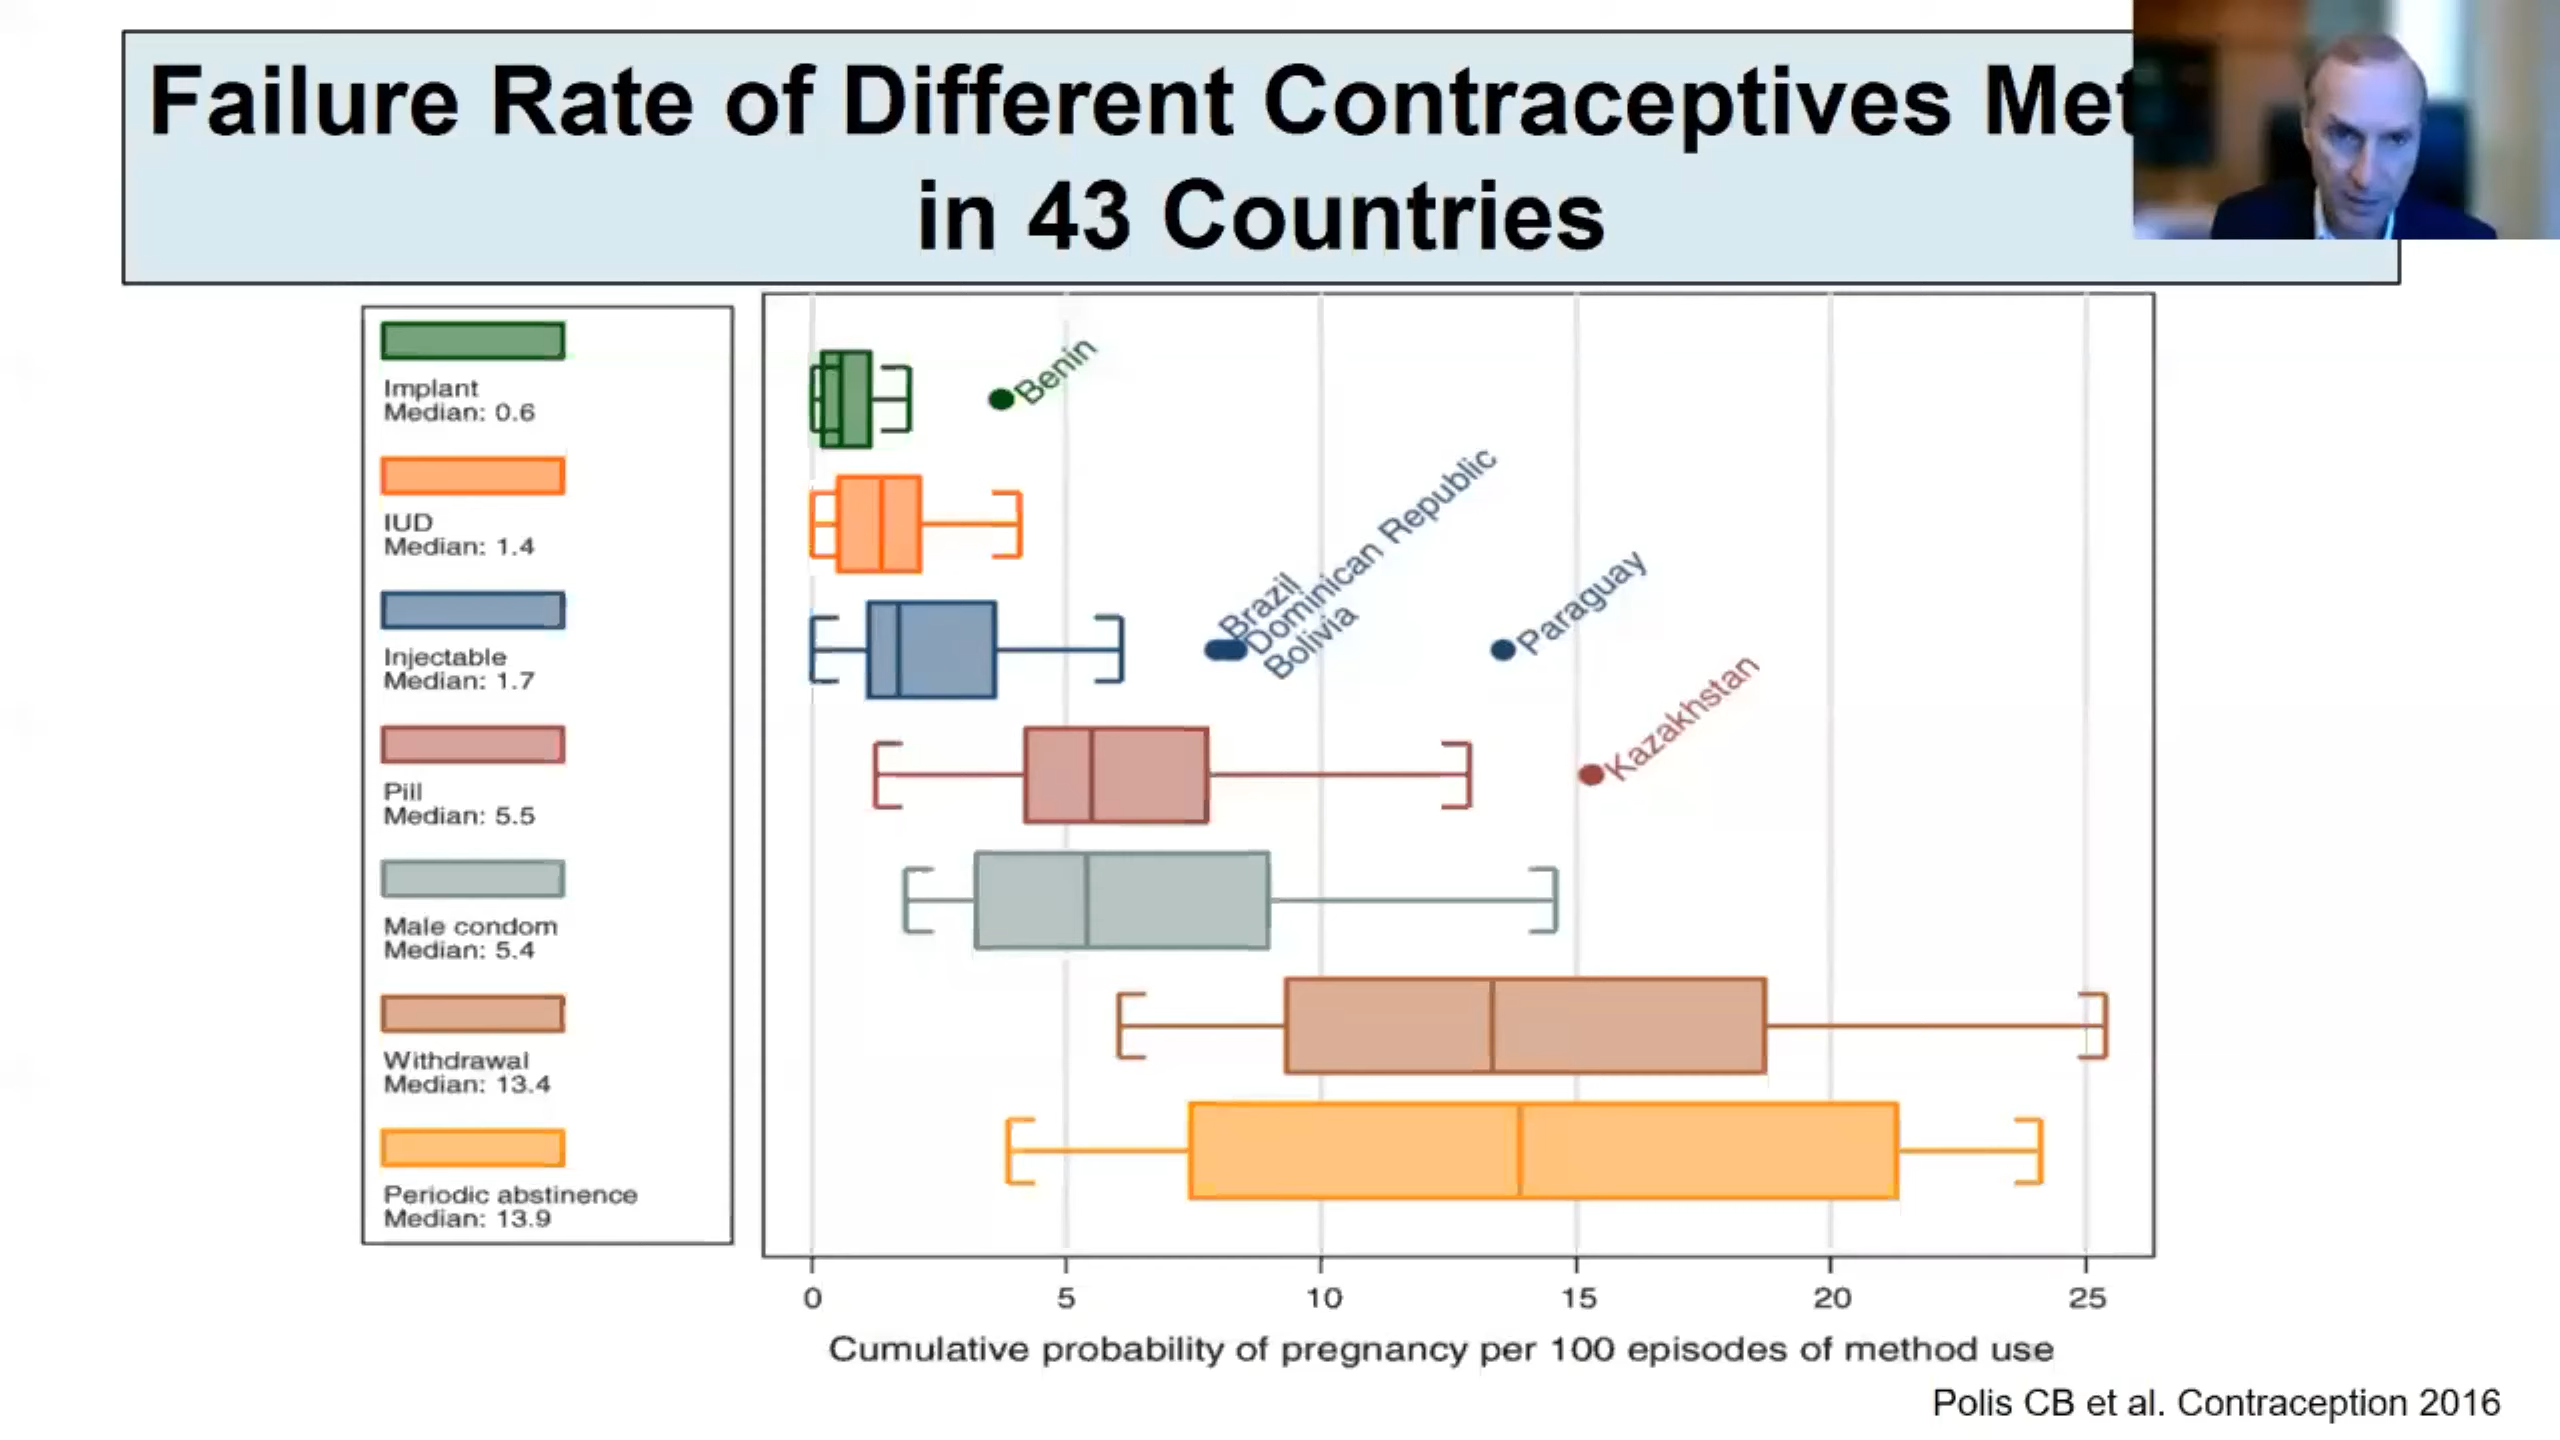 Failure Rate of Different Contraceptives Met
in 43 Countries
Implant
Median: 0.6
IUD
Median: 1.4
Injectable
Median: 1.7
Pill
Median: 5.5
Male condom
Median: 5.4
Withdrawal
Median: 13.4
Periodic abstinence
Median: 13.9
Benin
Brazil
Dominican Republic
Bolivia
Paraguay
Kazakhstan
0 5 10 15 20 25
Cumulative probability of pregnancy per 100 episodes of method use
Polis CB et al. Contraception 2016